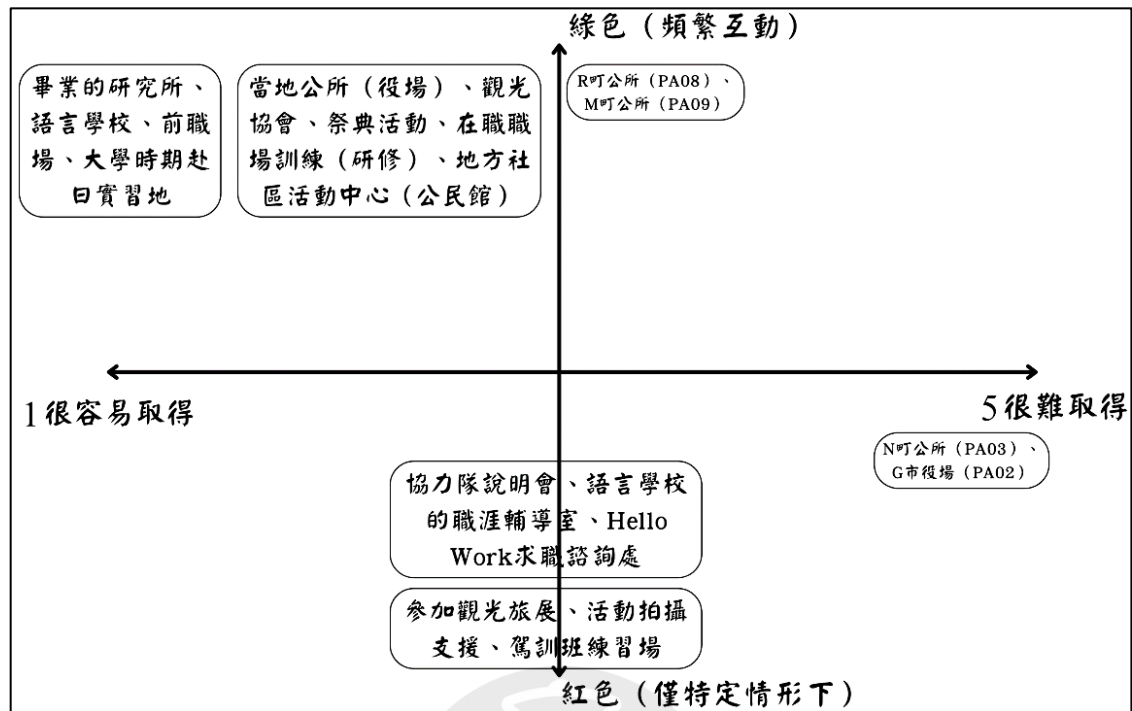 綠色（頻繁互動）
畢業的研究所、
語言學校、前職
場、大學時期赴
日實習地
當地公所（役場）、觀光
協會、祭典活動、在職職
場訓練（研修）、地方社
區活動中心（公民館）
R町公所（PA08）、
M町公所（PA09）
1很容易取得
5很難取得
N町公所（PA03）、
G市役場（PA02）
協力隊說明會、語言學校
的職涯輔導室、Hello
Work求職諮詢處
參加觀光旅展、活動拍攝
支援、駕訓班練習場
紅色（僅特定情形下）